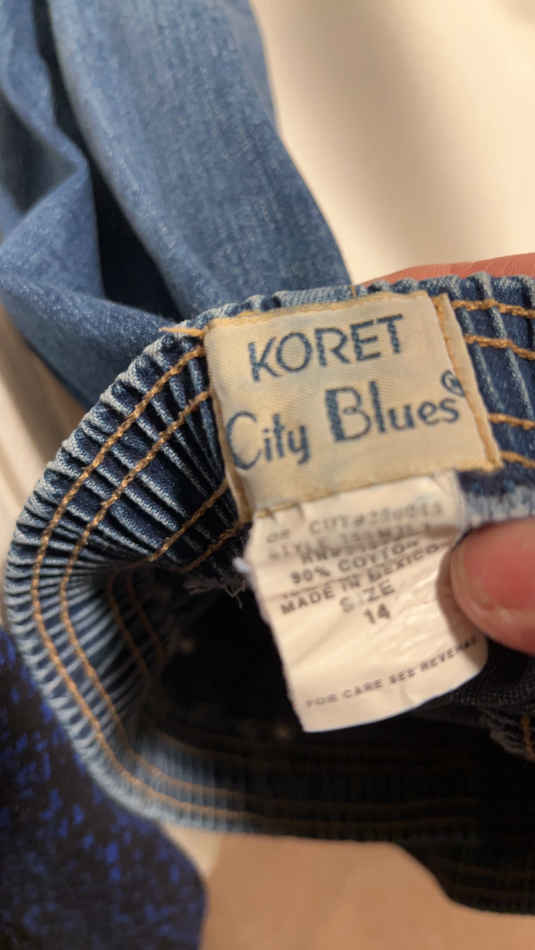 KORET
City Blues®
90% COTTON
MADE IN MEXICO
SIZE
14
FOR CARE SEE REVERSE